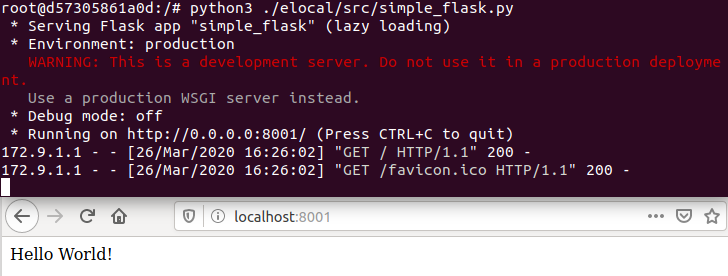 root@d57305861a0d:/# python3 ./elocal/src/simple_flask.py
* Serving Flask app "simple_flask" (lazy loading)
* Environment: production
WARNING: This is a development server. Do not use it in a production deployme
nt.
Use a production WSGI server instead.
* Debug mode: off
* Running on http://0.0.0.0:8001/ (Press CTRL+C to quit)
172.9.1.1 - - [26/Mar/2020 16:26:02] "GET / HTTP/1.1" 200 -
172.9.1.1 - - [26/Mar/2020 16:26:02] "GET /favicon.ico HTTP/1.1" 200 -
localhost:8001
Hello World!